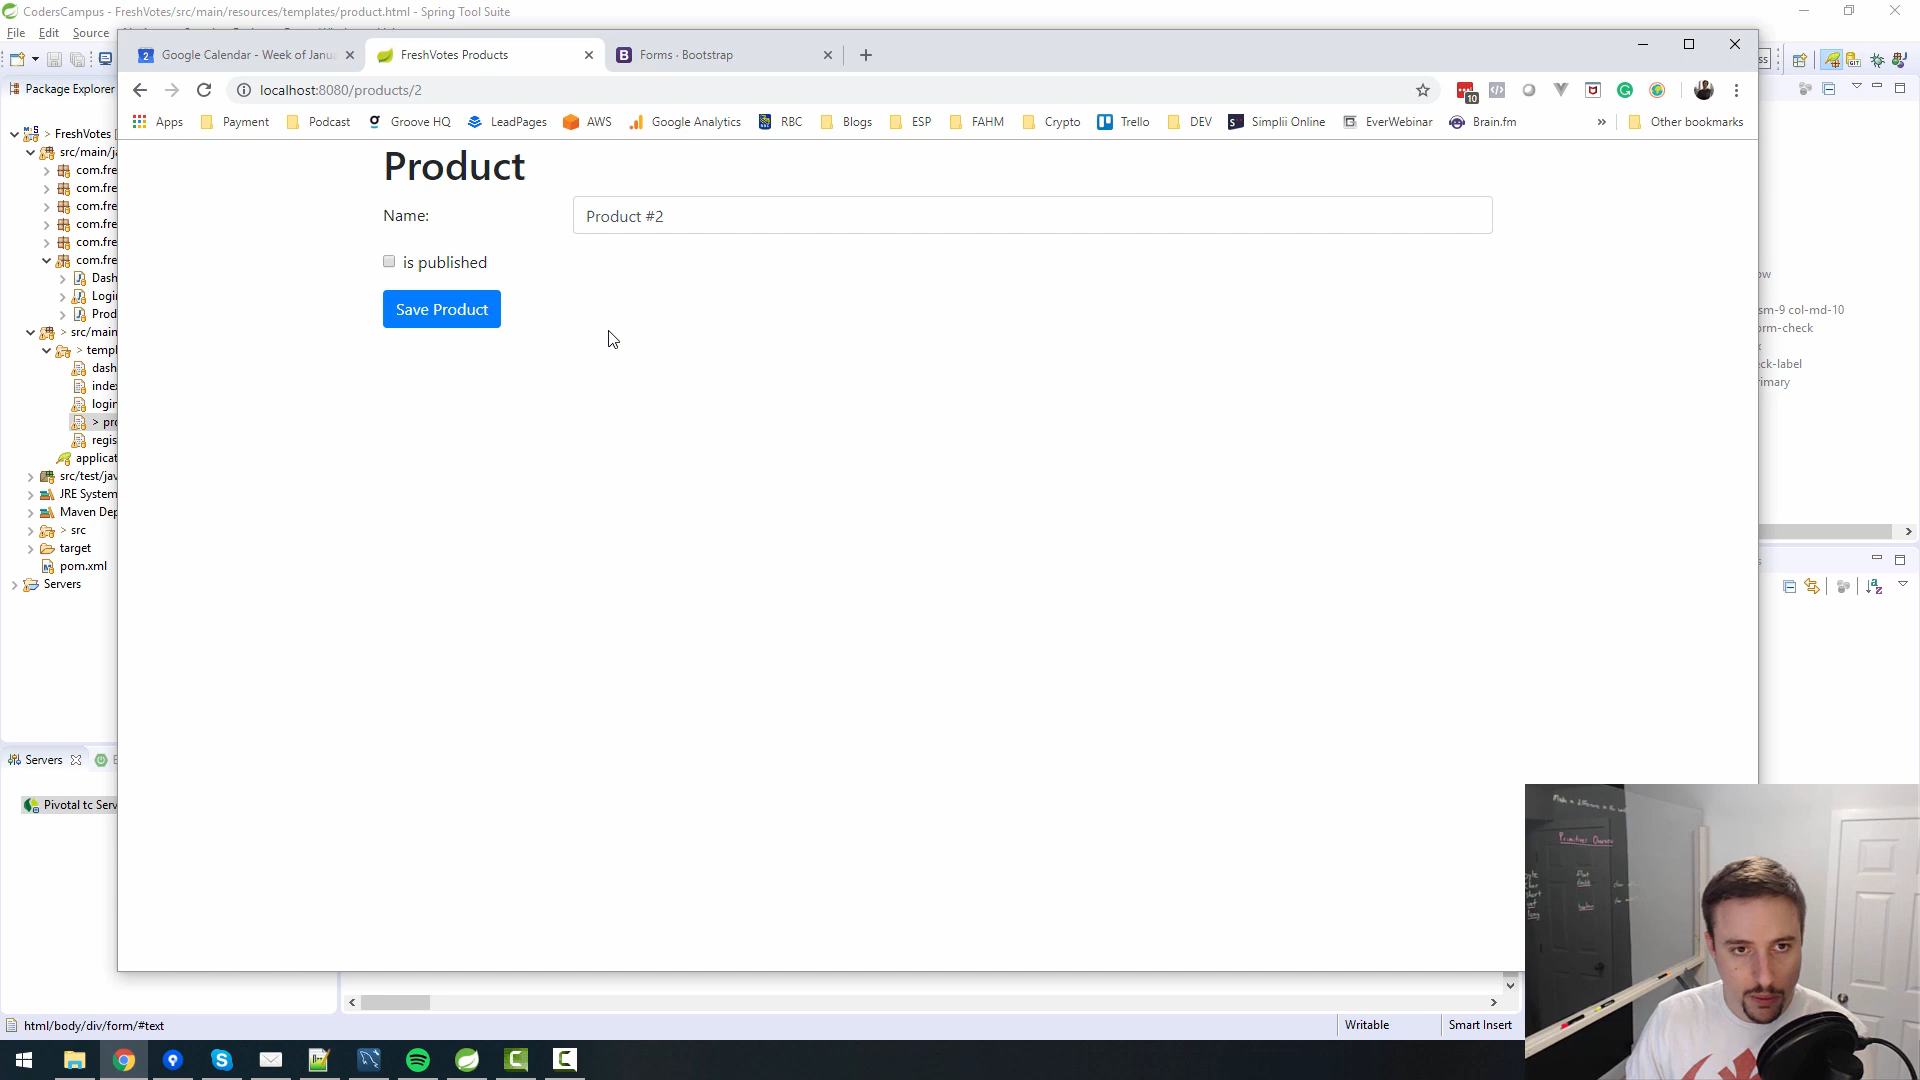 CodersCampus - FreshVotes/src/main/resources/templates/product.html - Spring Tool Suite
File Edit Source
Google Calendar - Week of Janu
FreshVotes Products
Forms · Bootstrap
localhost:8080/products/2
10
Apps Payment Podcast Groove HQ LeadPages AWS Google Analytics RBC Blogs ESP FAHM Crypto Trello DEV Simplii Online EverWebinar Brain.fm » Other bookmarks
Package Explorer
> FreshVotes [
src/main/ja
com.fre
com.fre
com.fre
com.fre
com.fre
com.fre
Dash
Logi
Prod
> src/main
> templ
dash
index
login
> pro
regis
applicat
src/test/jav
JRE System
Maven Dep
> src
target
pom.xml
Servers
Product
Name:
Product #2
is published
Save Product
sm-9 col-md-10
orm-check
ck-label
imary
Servers
Pivotal tc Serv
html/body/div/form/#text
Writable
Smart Insert
Primitives